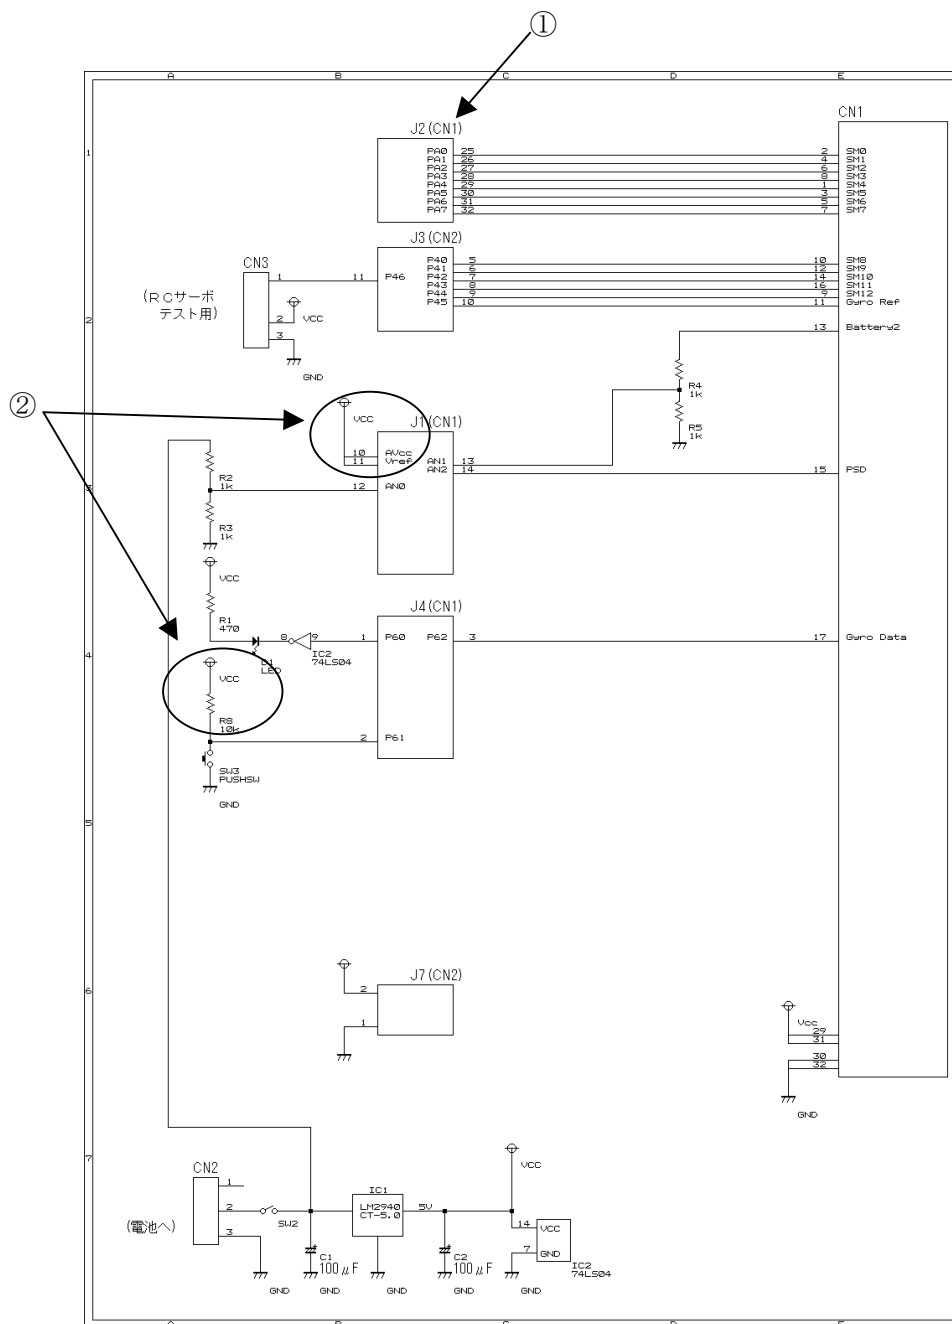 ①
A B C D E
CN1
J2(CN1)
1
PA0 25 2 SM0
PA1 26 4 SM1
PA2 27 6 SM2
PA3 28 8 SM3
PA4 29 1 SM4
PA5 30 3 SM5
PA6 31 5 SM6
PA7 32 7 SM7
J3(CN2)
CN3
P40 5 10 SM8
P41 6 12 SM9
1 11 P46 P42 7 14 SM10
P43 8 16 SM11
P44 9 9 SM12
P45 10 11 Gyro Ref
(RCサーボ
テスト用)
2 VCC
2
13 Battery2
3
GND
R4
1k
②
VCC
J1(CN1)
R5
1k
10 AVcc
11 Vref AN1 13
AN2 14 15 PSD
R2
1k
12 AN0
3
R3
1k
VCC
J4(CN1)
R1
470
8 9 1 P60 P62 3 17 Gyro Data
IC2
74LS04
D1
LED
4
VCC
R8
10k
2 P61
SW3
PUSHSW
GND
5
J7(CN2)
2
6
1
Vcc
29
31
30
32
GND
7
VCC
CN2
1
IC1
2 LM2940 5V
CT-5.0
SW2
(電池へ)
3
14 VCC
7 GND
C1
100μF
C2
100μF
IC2
74LS04
GND GND GND GND GND
A B C D E